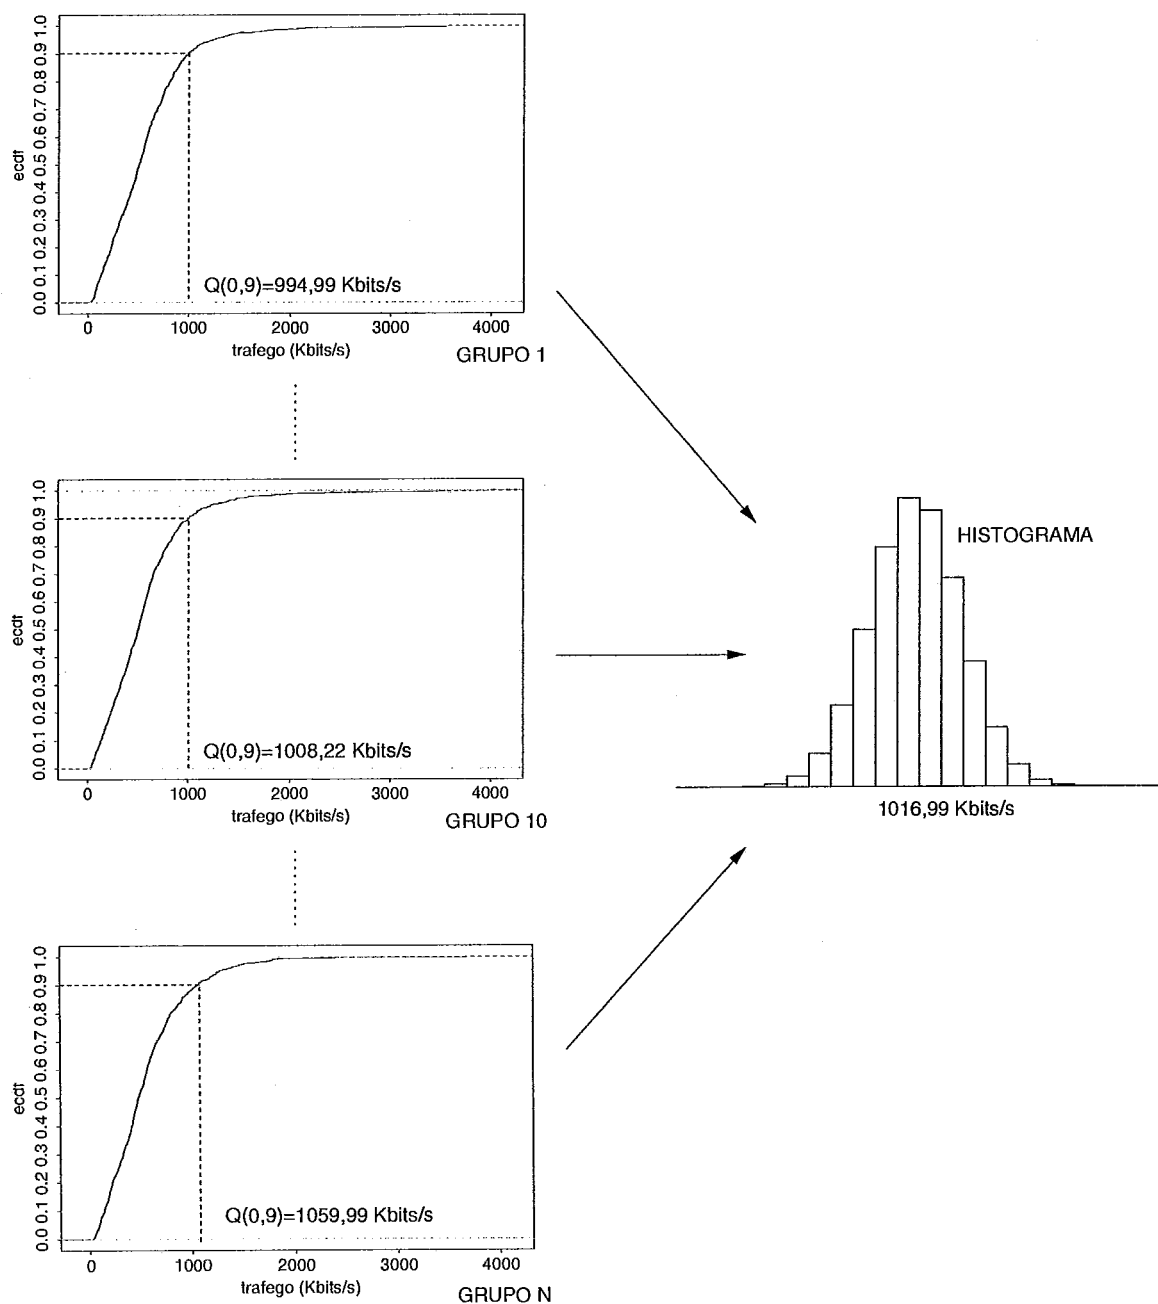 ecdf
0.0 0.1 0.2 0.3 0.4 0.5 0.6 0.7 0.8 0.9 1.0
Q(0,9)=994,99 Kbits/s
0 1000 2000 3000 4000
trafego (Kbits/s)
GRUPO 1
ecdf
0.0 0.1 0.2 0.3 0.4 0.5 0.6 0.7 0.8 0.9 1.0
Q(0,9)=1008,22 Kbits/s
0 1000 2000 3000 4000
trafego (Kbits/s)
GRUPO 10
HISTOGRAMA
1016,99 Kbits/s
ecdf
0.0 0.1 0.2 0.3 0.4 0.5 0.6 0.7 0.8 0.9 1.0
Q(0,9)=1059,99 Kbits/s
0 1000 2000 3000 4000
trafego (Kbits/s)
GRUPO N